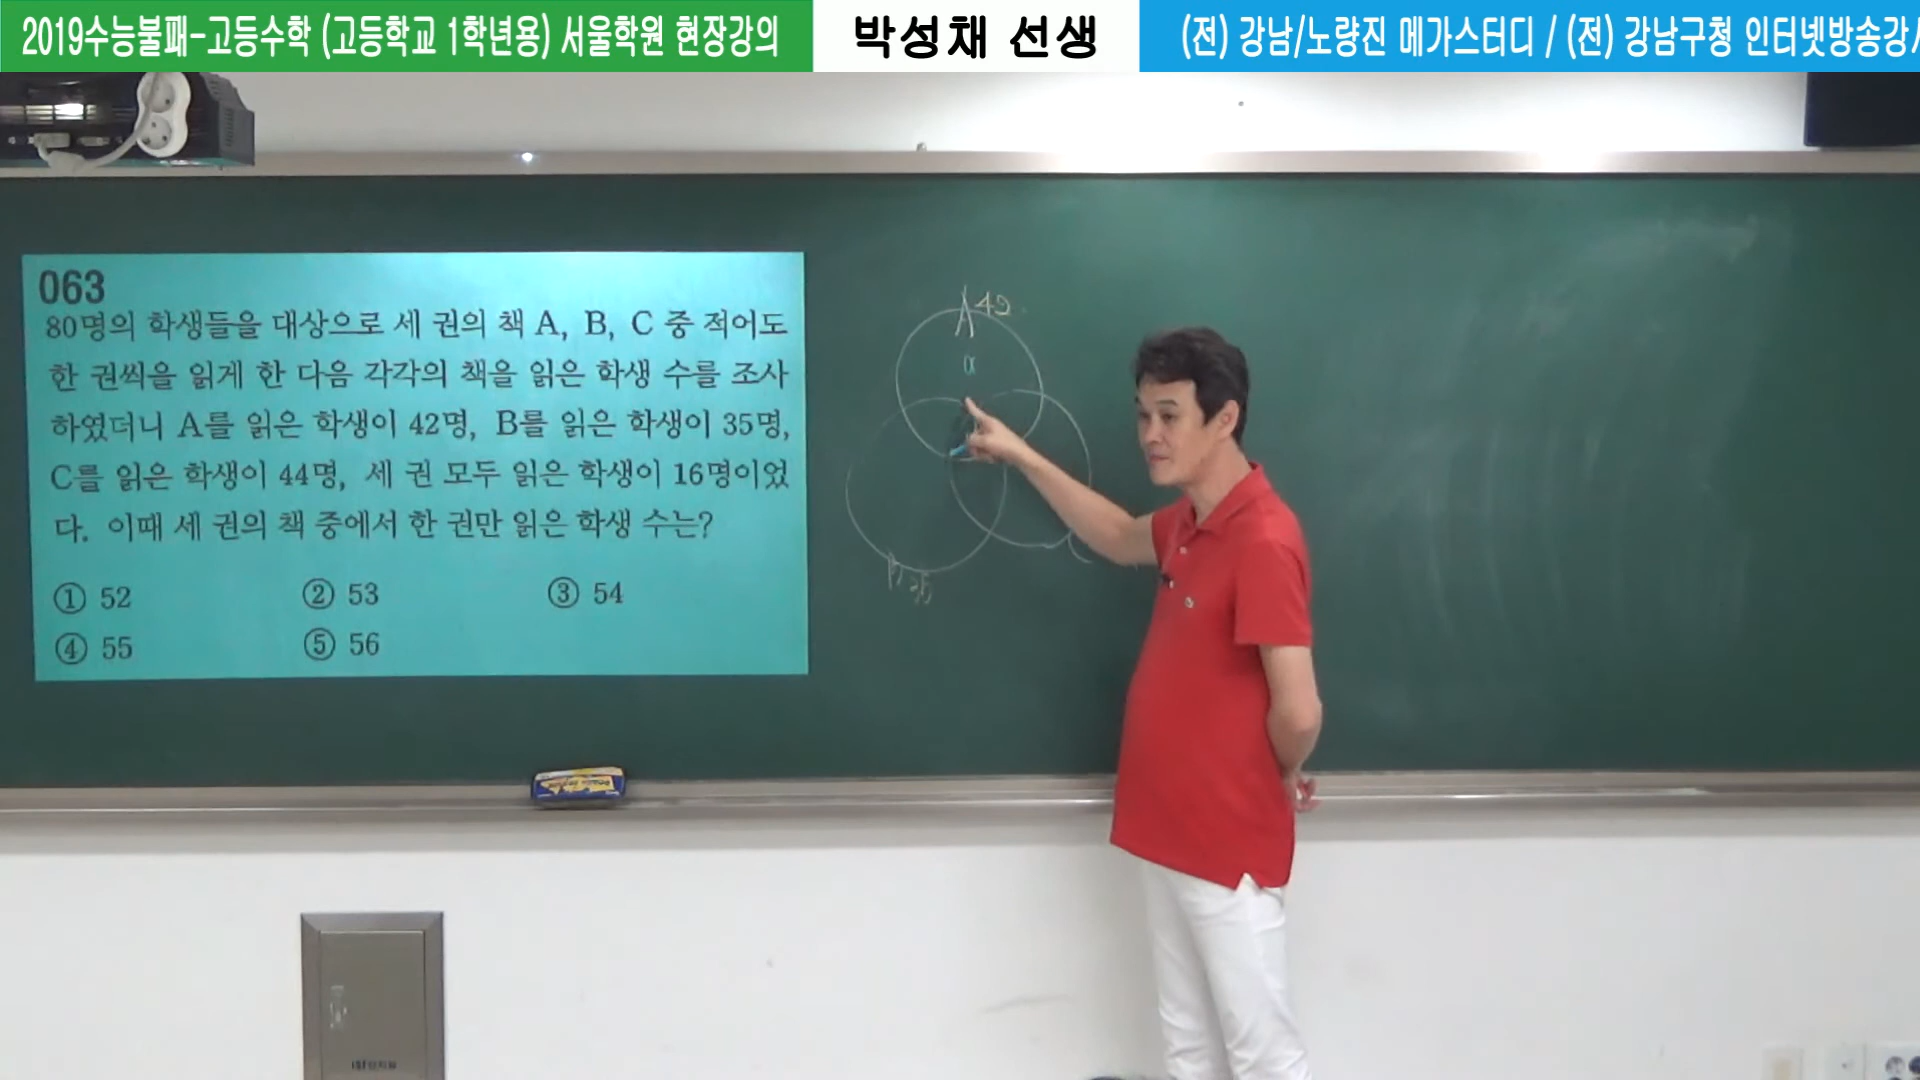 2019수능불패-고등수학 (고등학교 1학년용) 서울학원 현장강의
박성채 선생
(전) 강남/노량진 메가스터디 / (전) 강남구청 인터넷방송강사
063
80명의 학생들을 대상으로 세 권의 책 A, B, C 중 적어도
한 권씩을 읽게 한 다음 각각의 책을 읽은 학생 수를 조사
하였더니 A를 읽은 학생이 42명, B를 읽은 학생이 35명,
C를 읽은 학생이 44명, 세 권 모두 읽은 학생이 16명이었
다. 이때 세 권의 책 중에서 한 권만 읽은 학생 수는?
① 52 ② 53 ③ 54
④ 55 ⑤ 56
A 42
a
B 35
C